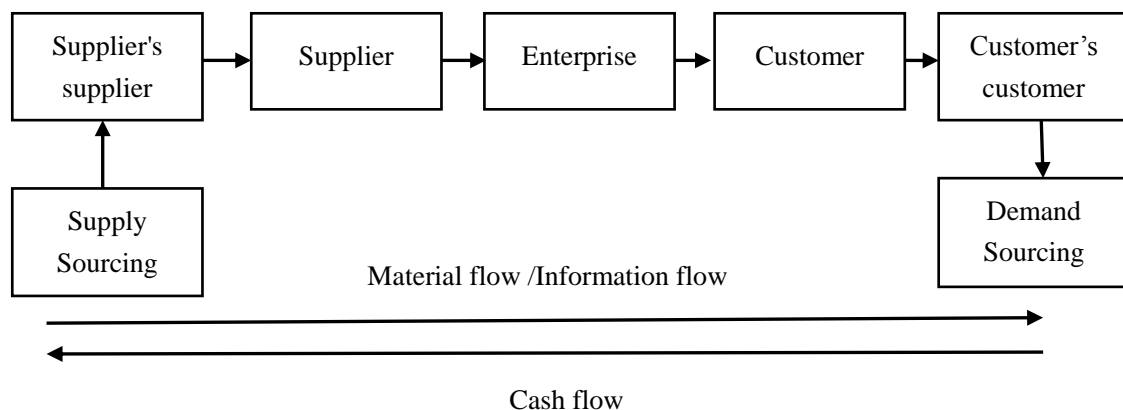 Supplier's
supplier
Supplier
Enterprise
Customer
Customer’s
customer
Supply
Sourcing
Demand
Sourcing
Material flow /Information flow
Cash flow